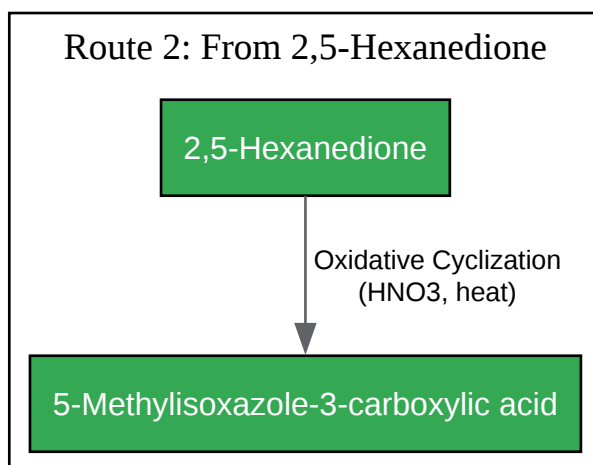 Route 2: From 2,5-Hexanedione
2,5-Hexanedione
Oxidative Cyclization
(HNO3, heat)
5-Methylisoxazole-3-carboxylic acid